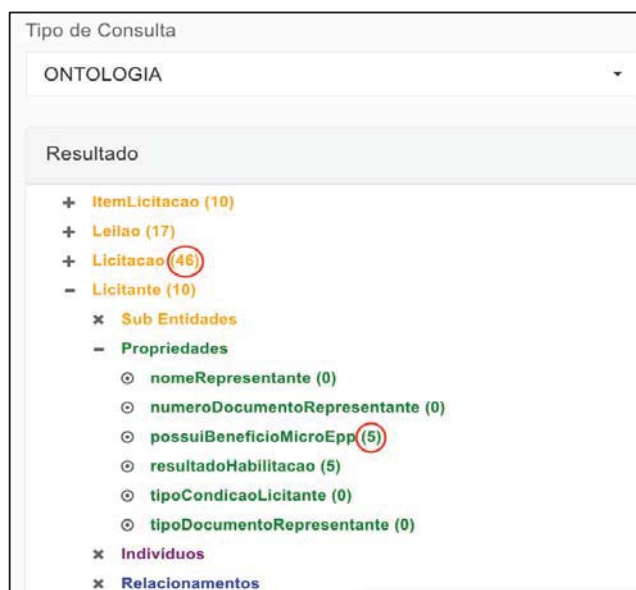 Tipo de Consulta
ONTOLOGIA
Resultado
ItemLicitacao (10)
Leilao (17)
Licitacao (46)
Licitante (10)
Sub Entidades
Propriedades
nomeRepresentante (0)
numeroDocumentoRepresentante (0)
possuiBeneficioMicroEpp (5)
resultadoHabilitacao (5)
tipoCondicaoLicitante (0)
tipoDocumentoRepresentante (0)
Indivíduos
Relacionamentos